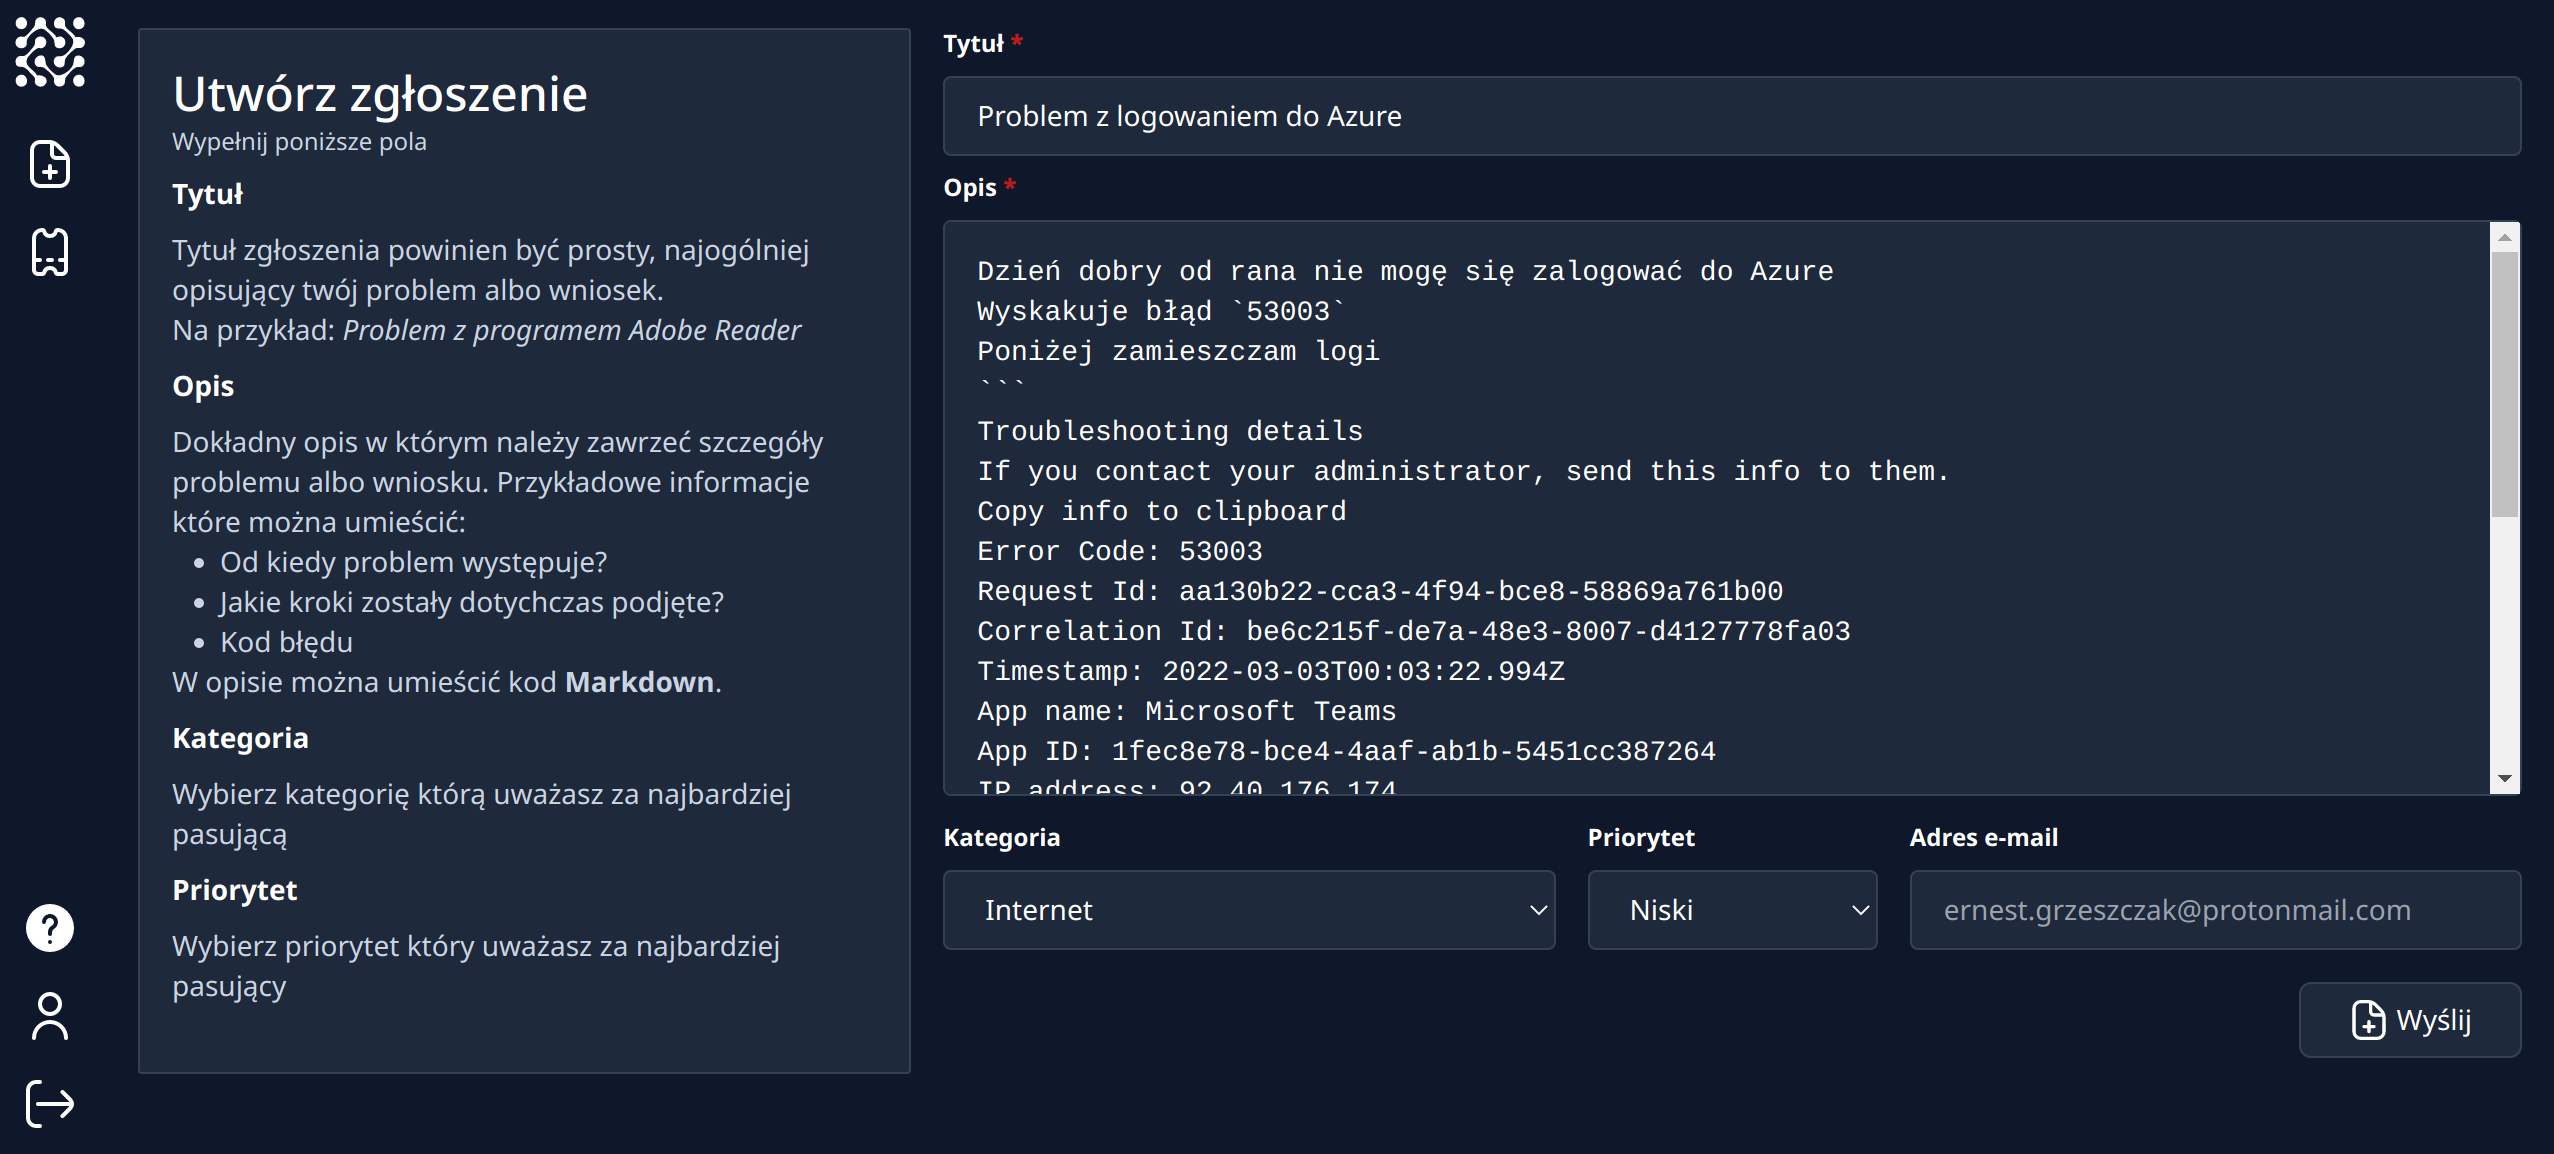 Utwórz zgłoszenie
Wypełnij poniższe pola
Tytuł
Tytuł zgłoszenia powinien być prosty, najogólniej
opisujący twój problem albo wniosek.
Na przykład: Problem z programem Adobe Reader
Opis
Dokładny opis w którym należy zawrzeć szczegóły
problemu albo wniosku. Przykładowe informacje
które można umieścić:
• Od kiedy problem występuje?
• Jakie kroki zostały dotychczas podjęte?
• Kod błędu
W opisie można umieścić kod Markdown.
Kategoria
Wybierz kategorię którą uważasz za najbardziej
pasującą
Priorytet
Wybierz priorytet który uważasz za najbardziej
pasujący
Tytuł *
Problem z logowaniem do Azure
Opis *
Dzień dobry od rana nie mogę się zalogować do Azure
Wyskakuje błąd `53003`
Poniżej zamieszczam logi
```
Troubleshooting details
If you contact your administrator, send this info to them.
Copy info to clipboard
Error Code: 53003
Request Id: aa130b22-cca3-4f94-bce8-58869a761b00
Correlation Id: be6c215f-de7a-48e3-8007-d4127778fa03
Timestamp: 2022-03-03T00:03:22.994Z
App name: Microsoft Teams
App ID: 1fec8e78-bce4-4aaf-ab1b-5451cc387264
IP address: 92.40.176.174
Kategoria
Internet
Priorytet
Niski
Adres e-mail
ernest.grzeszczak@protonmail.com
Wyślij